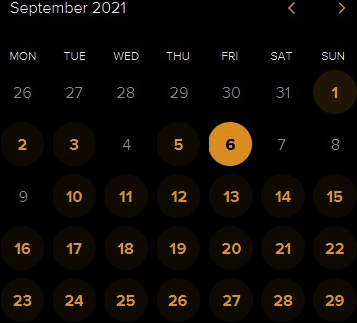 September 2021
MON TUE WED THU FRI SAT SUN
26 27 28 29 30 31 1
2 3 4 5 6 7 8
9 10 11 12 13 14 15
16 17 18 19 20 21 22
23 24 25 26 27 28 29